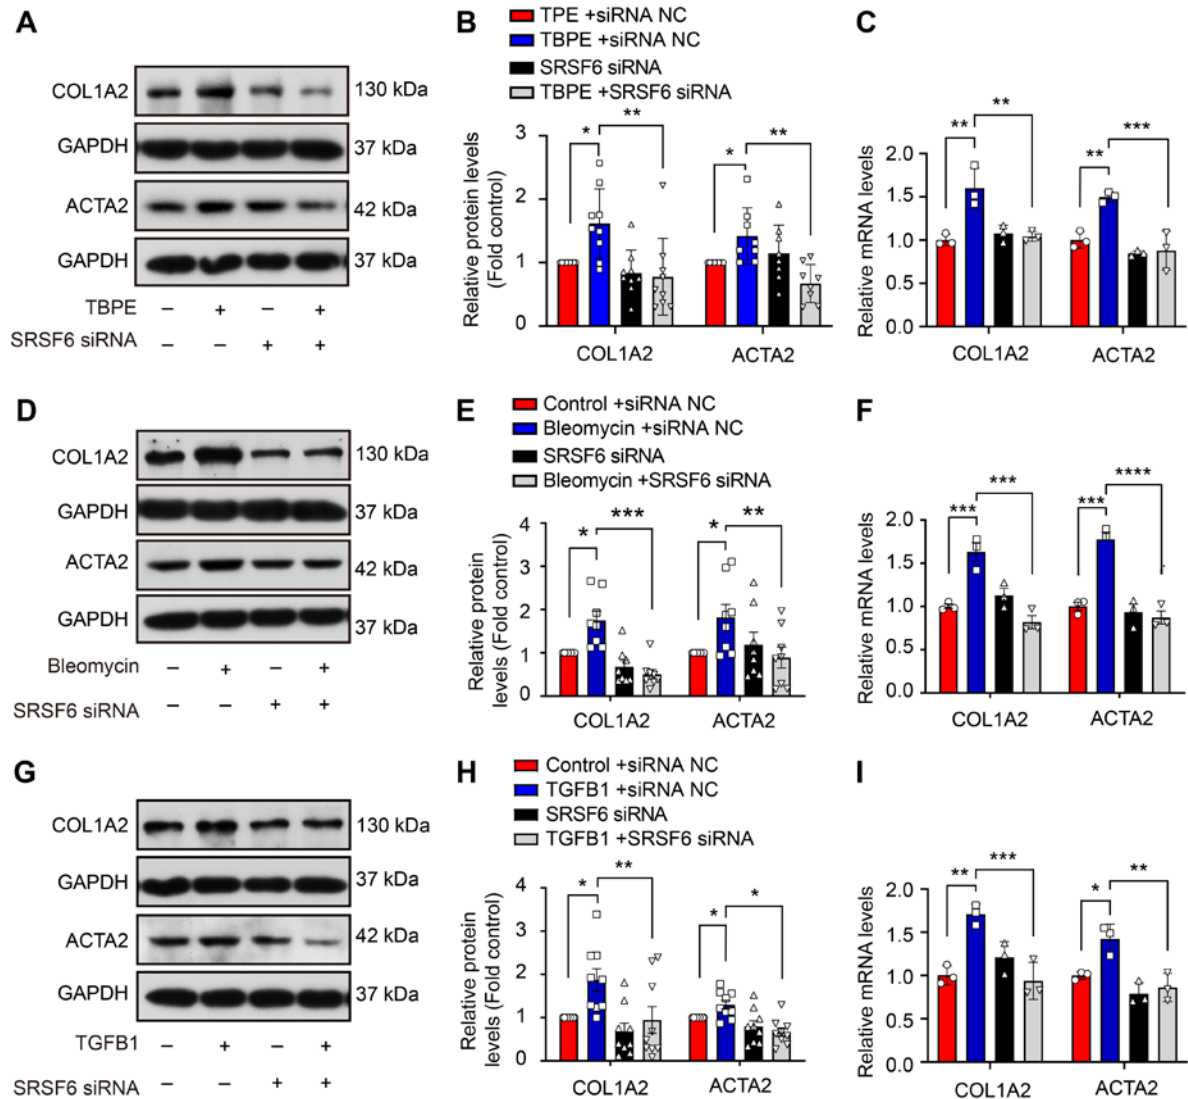 A
COL1A2 130 kDa
GAPDH 37 kDa
ACTA2 42 kDa
GAPDH 37 kDa
TBPE – + – +
SRSF6 siRNA – – + +
B
TPE +siRNA NC
TBPE +siRNA NC
SRSF6 siRNA
TBPE +SRSF6 siRNA
Relative protein levels
(Fold control)
3
2
1
0
* ** * **
COL1A2 ACTA2
C
Relative mRNA levels
2.0
1.5
1.0
0.5
0.0
** ** ** ***
COL1A2 ACTA2
D
COL1A2 130 kDa
GAPDH 37 kDa
ACTA2 42 kDa
GAPDH 37 kDa
Bleomycin – + – +
SRSF6 siRNA – – + +
E
Control +siRNA NC
Bleomycin +siRNA NC
SRSF6 siRNA
Bleomycin +SRSF6 siRNA
Relative protein
levels (Fold control)
4
3
2
1
0
* *** * **
COL1A2 ACTA2
F
Relative mRNA levels
2.0
1.5
1.0
0.5
0.0
*** *** *** ****
COL1A2 ACTA2
G
COL1A2 130 kDa
GAPDH 37 kDa
ACTA2 42 kDa
GAPDH 37 kDa
TGFB1 – + – +
SRSF6 siRNA – – + +
H
Control +siRNA NC
TGFB1 +siRNA NC
SRSF6 siRNA
TGFB1 +SRSF6 siRNA
Relative protein
levels (Fold control)
4
3
2
1
0
* ** * *
COL1A2 ACTA2
I
Relative mRNA levels
2.0
1.5
1.0
0.5
0.0
** *** * **
COL1A2 ACTA2